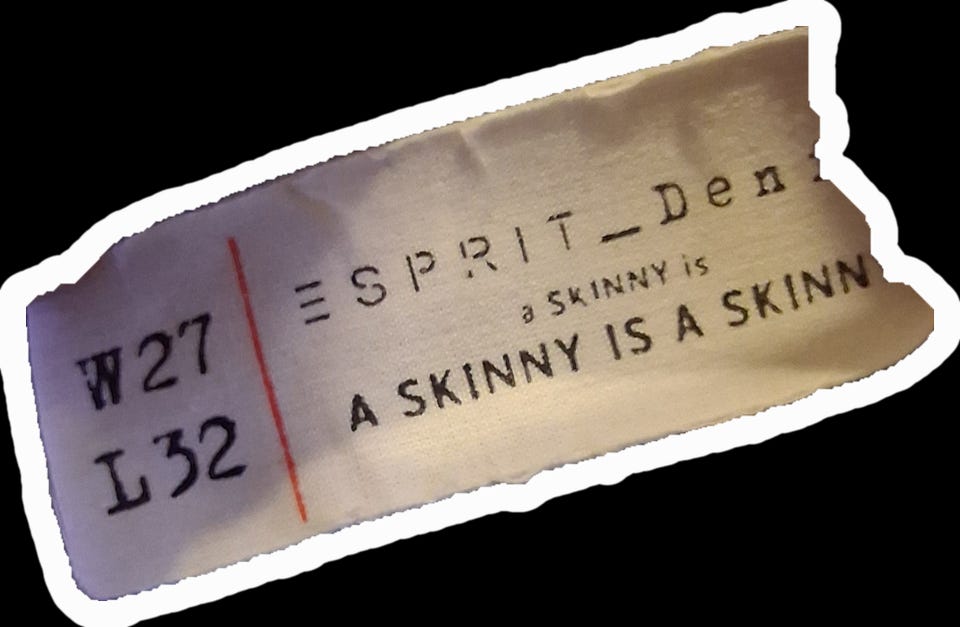 W27
L32
ESPRIT_Den
a SKINNY is
A SKINNY IS A SKINN